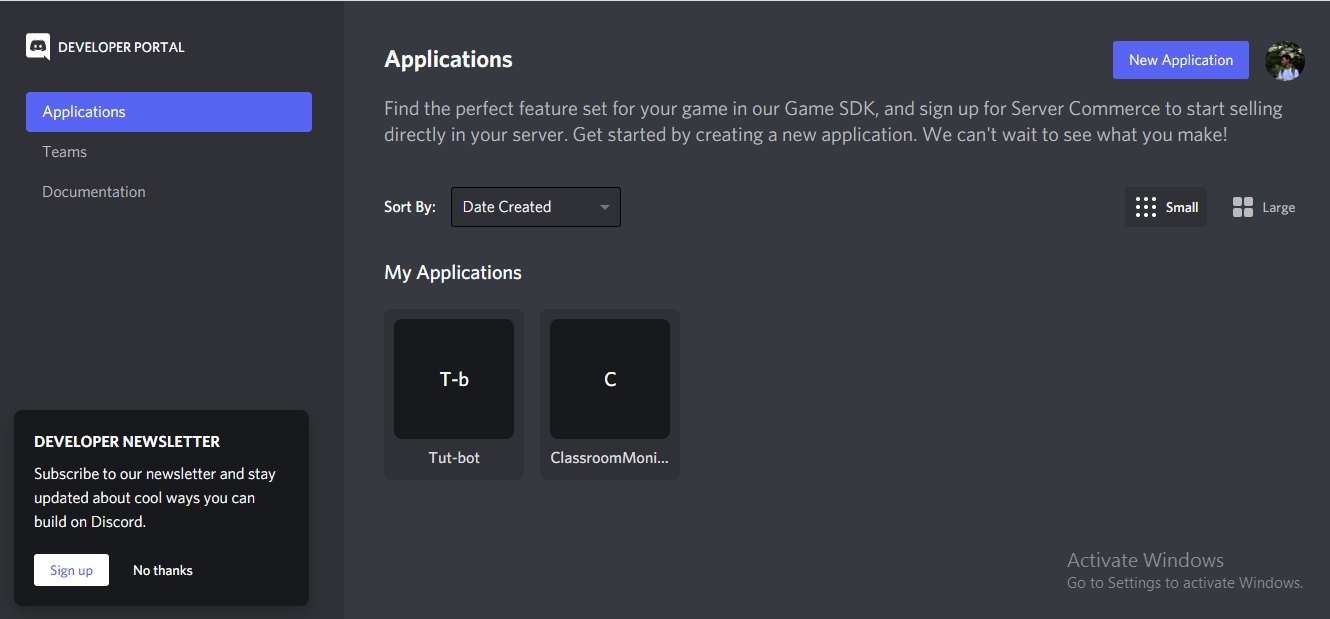 DEVELOPER PORTAL
Applications
Teams
Documentation
DEVELOPER NEWSLETTER
Subscribe to our newsletter and stay
updated about cool ways you can
build on Discord.
Sign up
No thanks
Applications
New Application
Find the perfect feature set for your game in our Game SDK, and sign up for Server Commerce to start selling
directly in your server. Get started by creating a new application. We can't wait to see what you make!
Sort By:
Date Created
Small
Large
My Applications
T-b
Tut-bot
C
ClassroomMoni...
Activate Windows
Go to Settings to activate Windows.